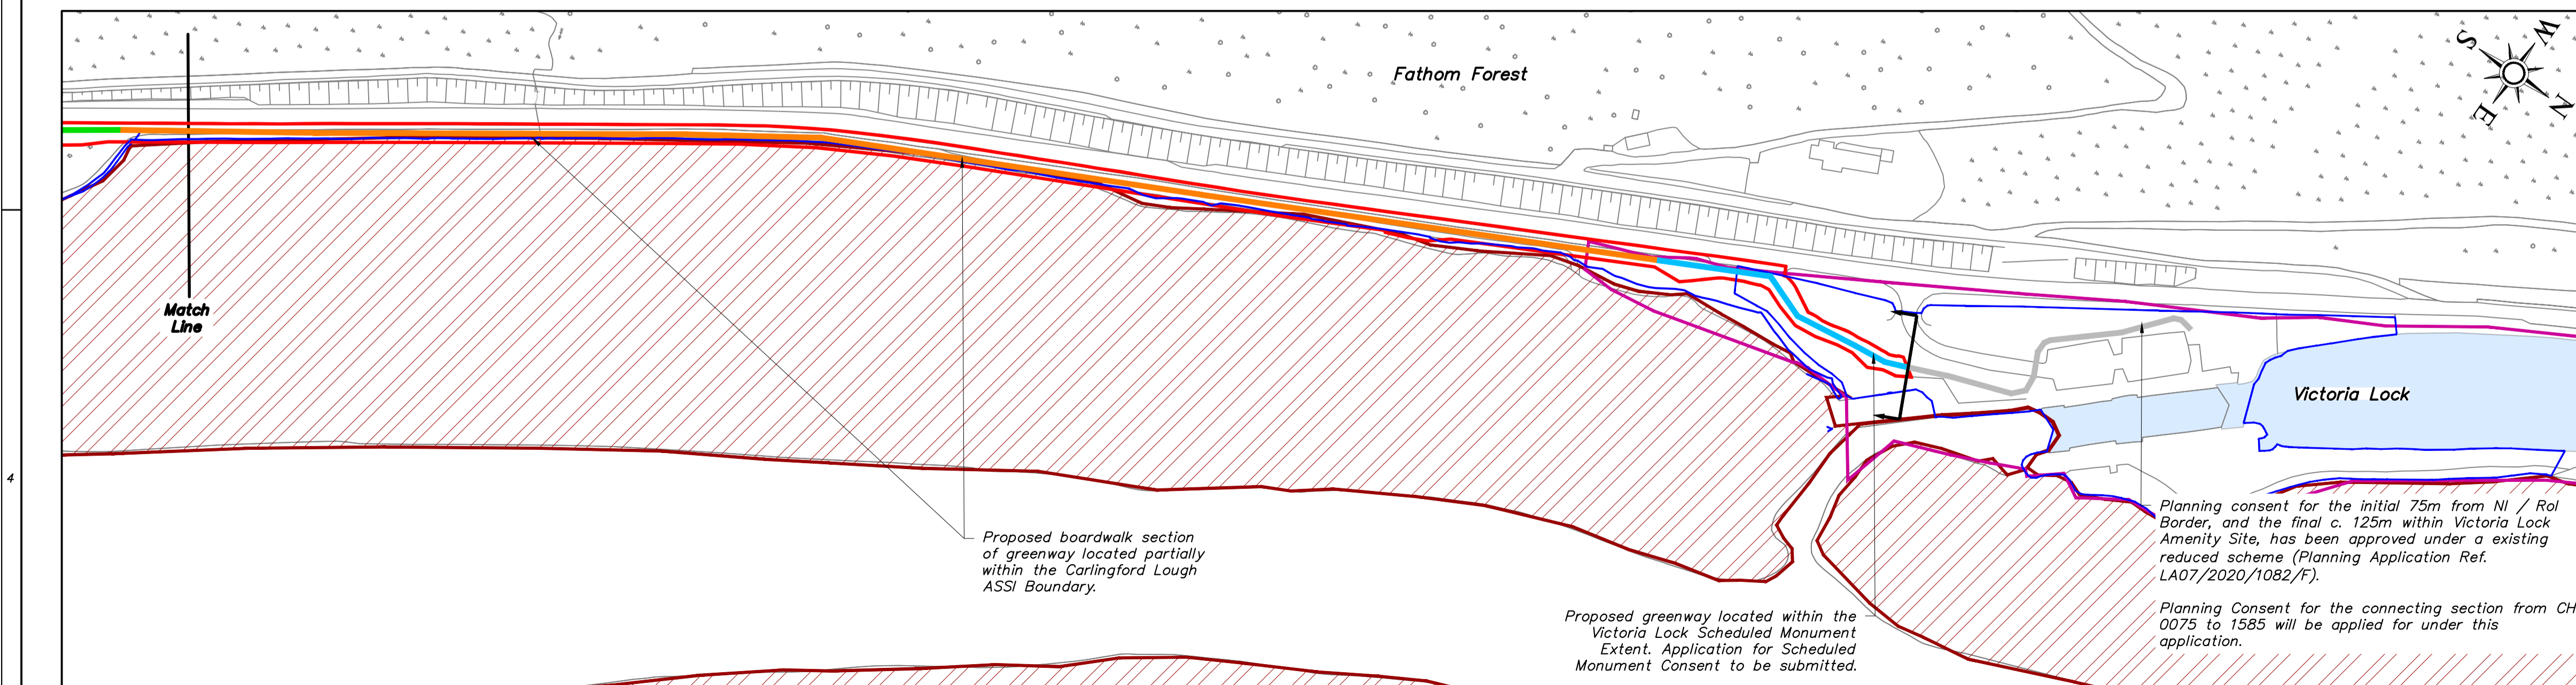 Fathom Forest
S
W
E
N
Match
Line
Victoria Lock
4
Proposed boardwalk section
of greenway located partially
within the Carlingford Lough
ASSI Boundary.
Planning consent for the initial 75m from NI / RoI
Border, and the final c. 125m within Victoria Lock
Amenity Site, has been approved under a existing
reduced scheme (Planning Application Ref.
LA07/2020/1082/F).
Planning Consent for the connecting section from CH
0075 to 1585 will be applied for under this
application.
Proposed greenway located within the
Victoria Lock Scheduled Monument
Extent. Application for Scheduled
Monument Consent to be submitted.